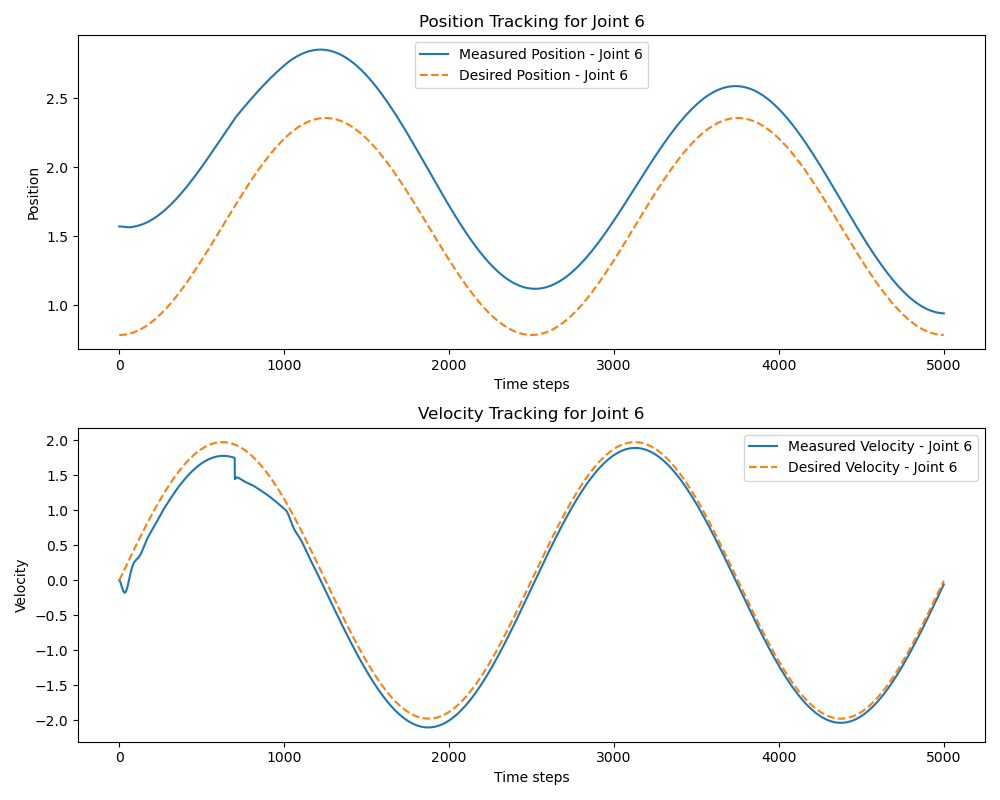 Position Tracking for Joint 6
Measured Position - Joint 6
Desired Position - Joint 6
Position
2.5
2.0
1.5
1.0
0
1000
2000
3000
4000
5000
Time steps
Velocity Tracking for Joint 6
Measured Velocity - Joint 6
Desired Velocity - Joint 6
Velocity
2.0
1.5
1.0
0.5
0.0
−0.5
−1.0
−1.5
−2.0
0
1000
2000
3000
4000
5000
Time steps